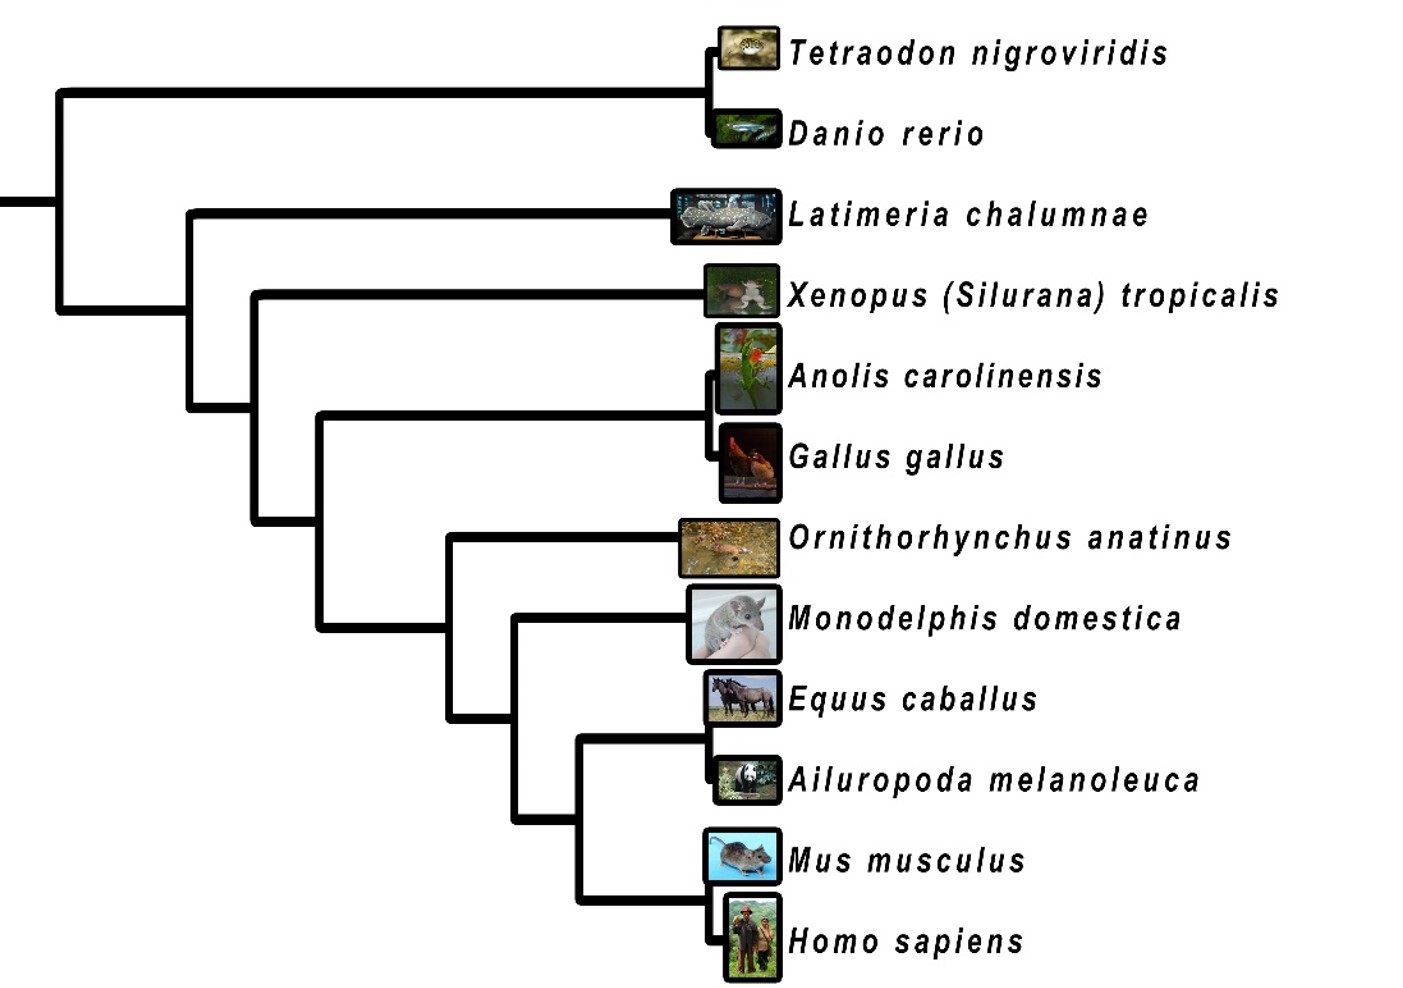 Tetraodon nigroviridis
Danio rerio
Latimeria chalumnae
Xenopus (Silurana) tropicalis
Anolis carolinensis
Gallus gallus
Ornithorhynchus anatinus
Monodelphis domestica
Equus caballus
Ailuropoda melanoleuca
Mus musculus
Homo sapiens